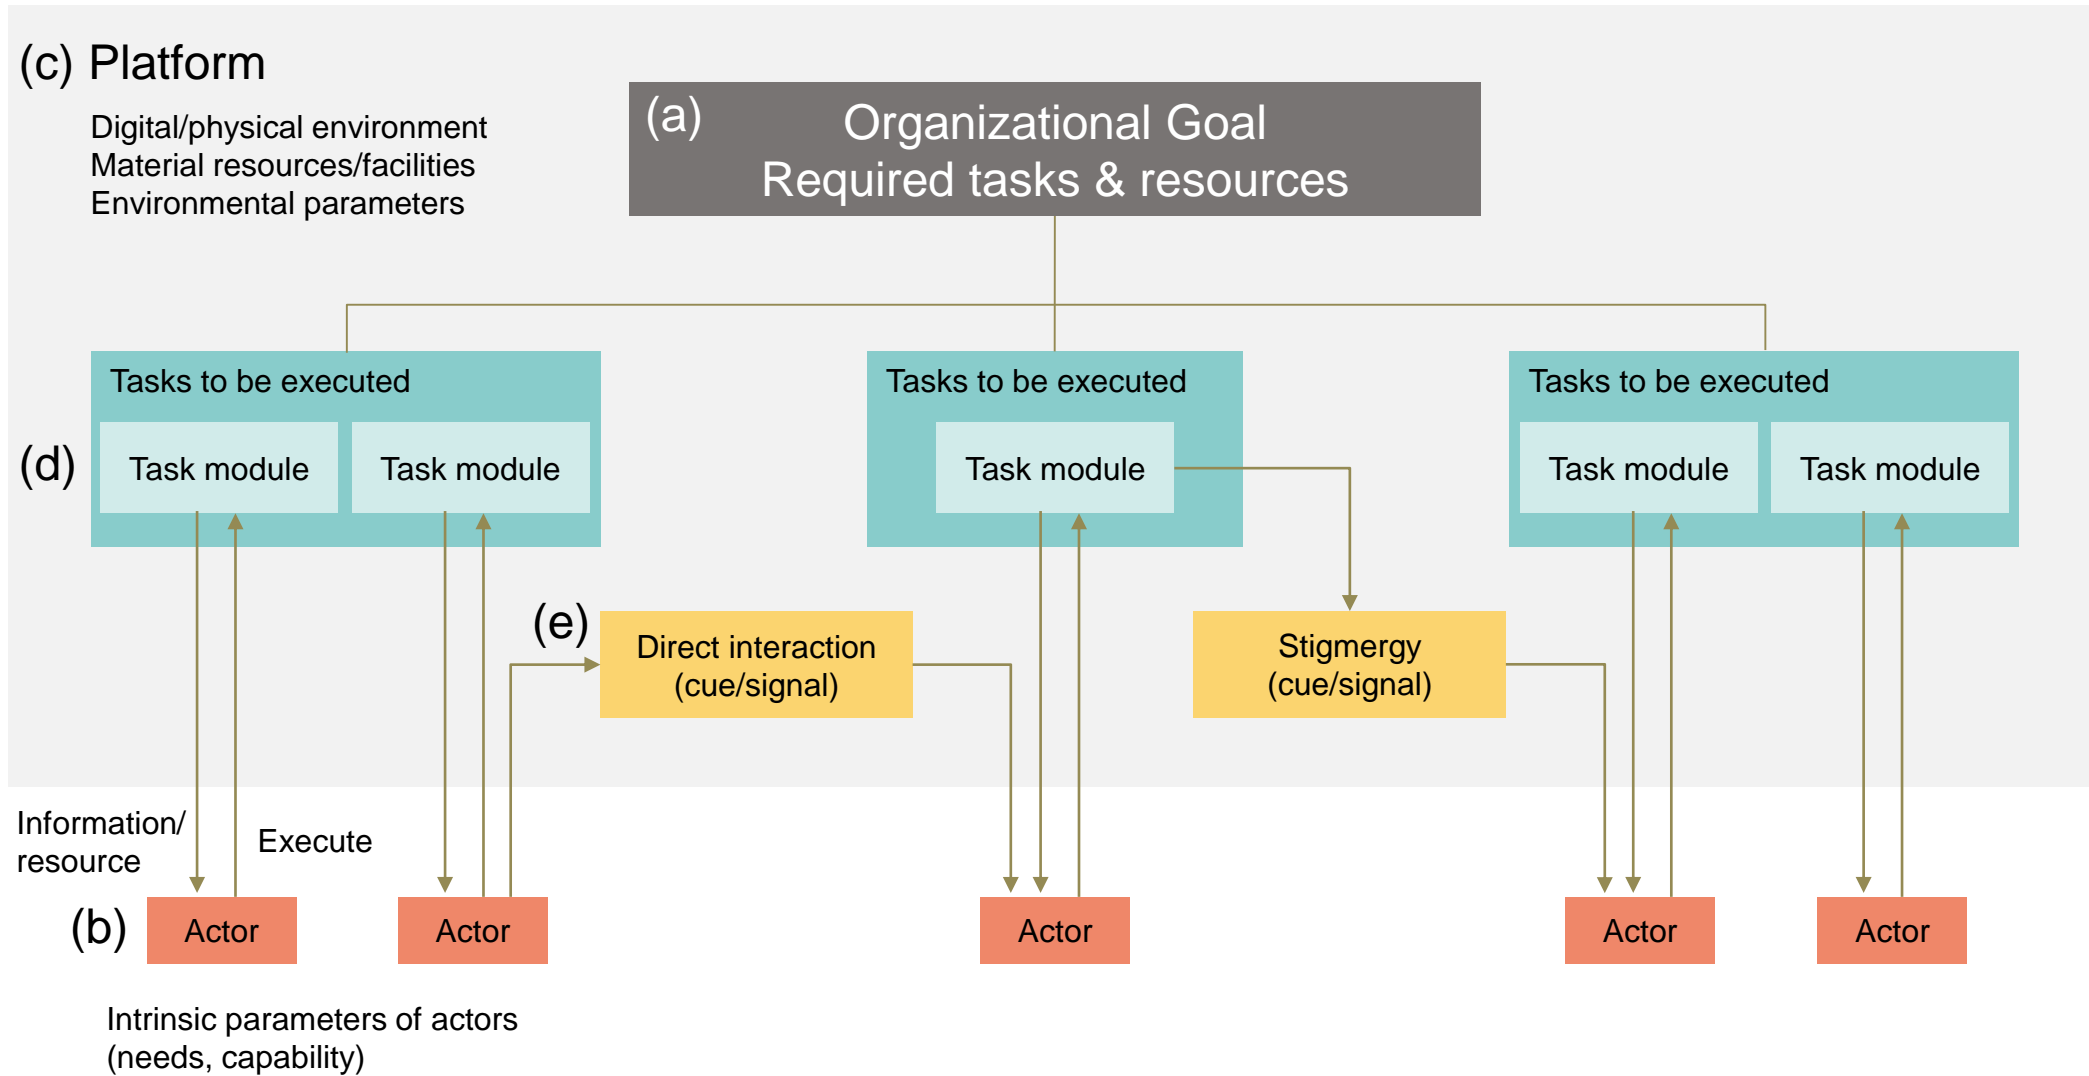 (c) Platform
Digital/physical environment
Material resources/facilities
Environmental parameters
(a)
Organizational Goal
Required tasks & resources
Tasks to be executed
Tasks to be executed
Tasks to be executed
(d)
Task module
Task module
Task module
Task module
Task module
(e)
Direct interaction
(cue/signal)
Stigmergy
(cue/signal)
Information/
resource
Execute
(b)
Actor
Actor
Actor
Actor
Actor
Intrinsic parameters of actors
(needs, capability)